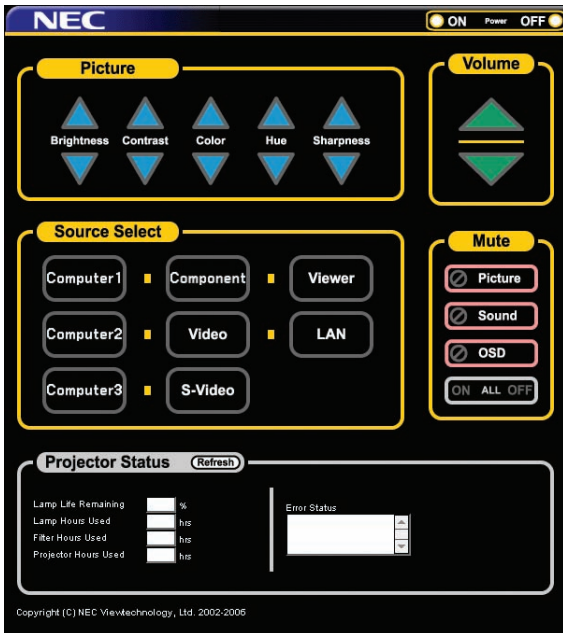 NEC
ON Power OFF
Picture
Brightness Contrast Color Hue Sharpness
Volume
Source Select
Computer1 Component Viewer
Computer2 Video LAN
Computer3 S-Video
Mute
Picture
Sound
OSD
ON ALL OFF
Projector Status Refresh
Lamp Life Remaining %
Lamp Hours Used hrs
Filter Hours Used hrs
Projector Hours Used hrs
Error Status
Copyright (C) NEC Viewtechnology, Ltd. 2002-2006